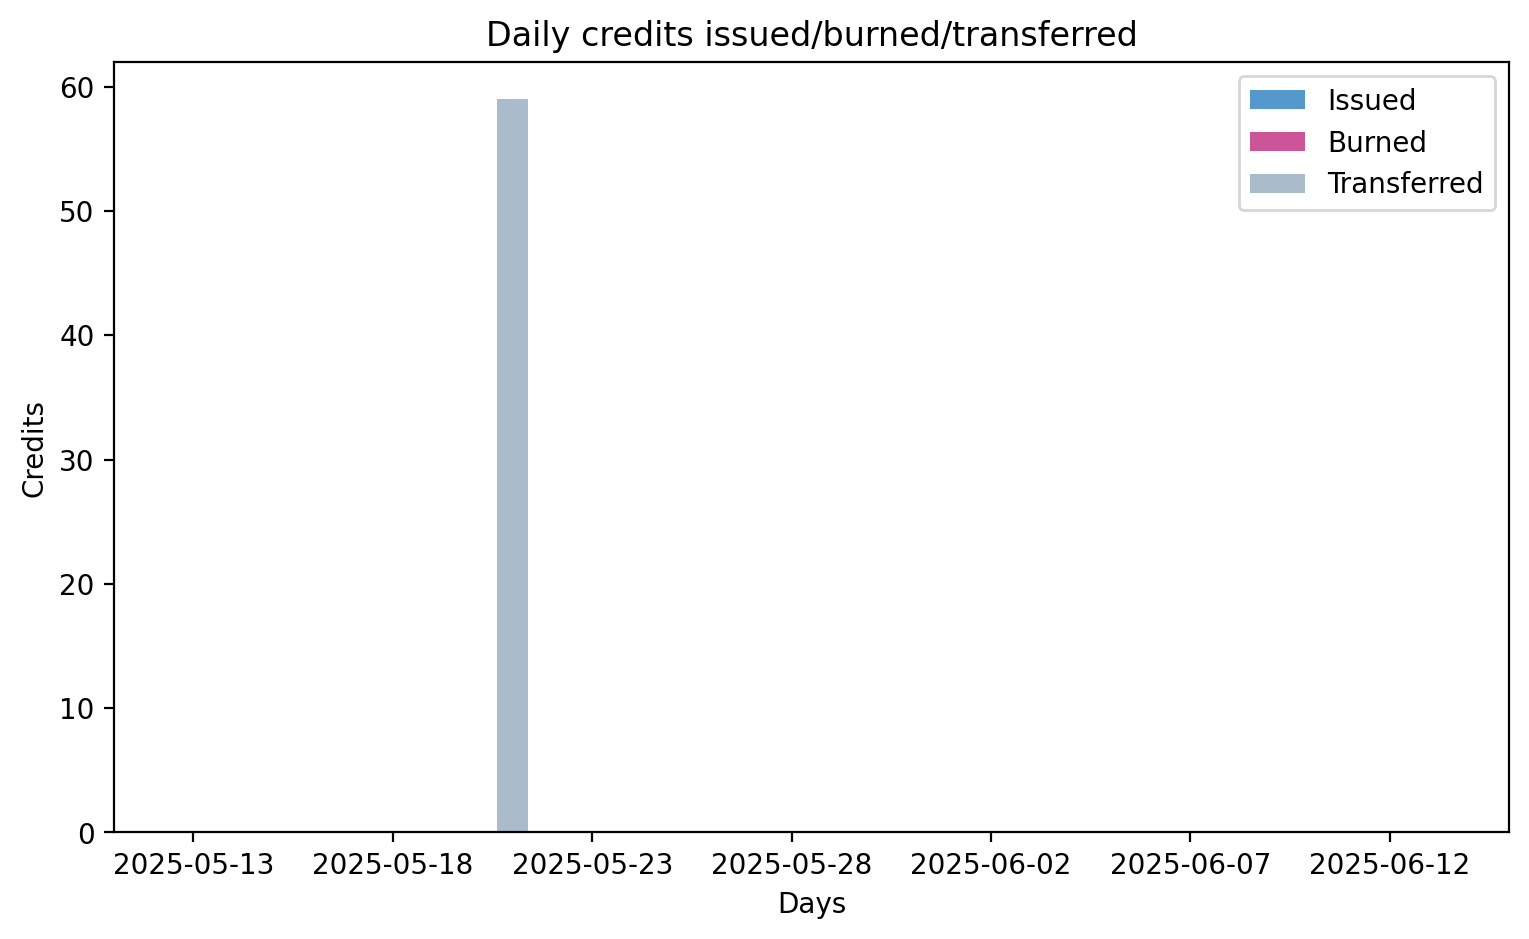 Daily credits issued/burned/transferred
Issued
Burned
Transferred
60
50
40
30
20
10
0
Credits
2025-05-13 2025-05-18 2025-05-23 2025-05-28 2025-06-02 2025-06-07 2025-06-12
Days